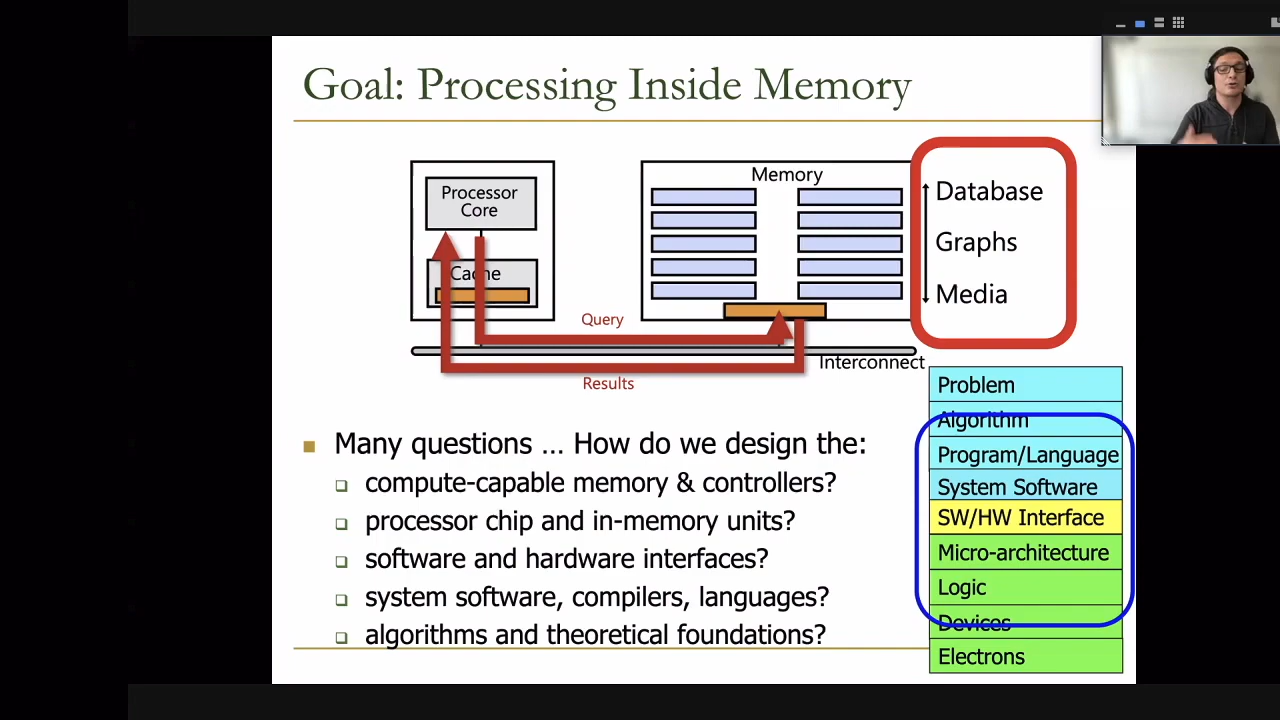 Goal: Processing Inside Memory
Processor
Core
Cache
Memory
Database
Graphs
Media
Query
Interconnect
Results
Many questions … How do we design the:
compute-capable memory & controllers?
processor chip and in-memory units?
software and hardware interfaces?
system software, compilers, languages?
algorithms and theoretical foundations?
Problem
Algorithm
Program/Language
System Software
SW/HW Interface
Micro-architecture
Logic
Devices
Electrons